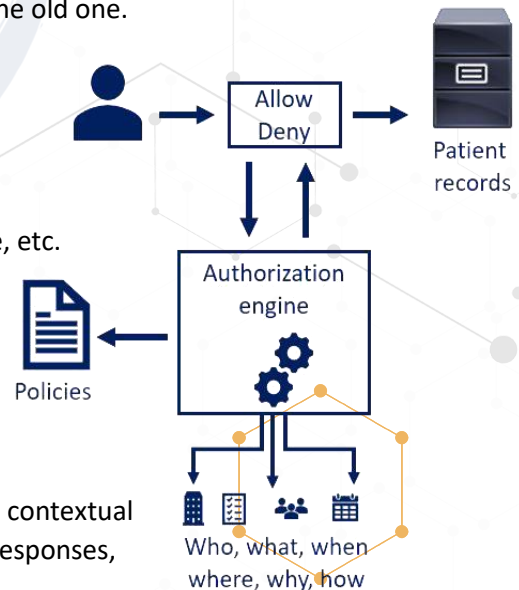 he old one.
Allow
Deny
Patient
records
e, etc.
Authorization
engine
Policies
contextual
esponses,
Who, what, when
where, why, how